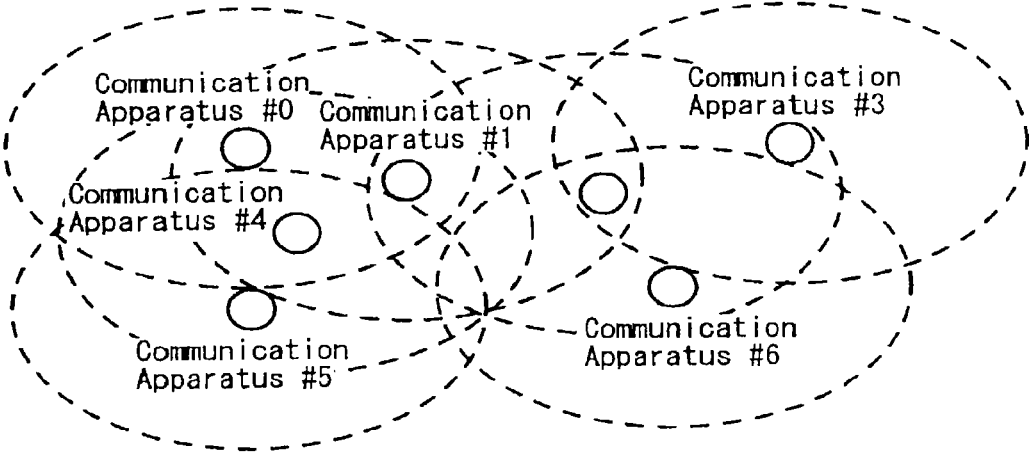 Communication
Apparatus #0
Communication
Apparatus #1
Communication
Apparatus #3
Communication
Apparatus #4
Communication
Apparatus #5
Communication
Apparatus #6